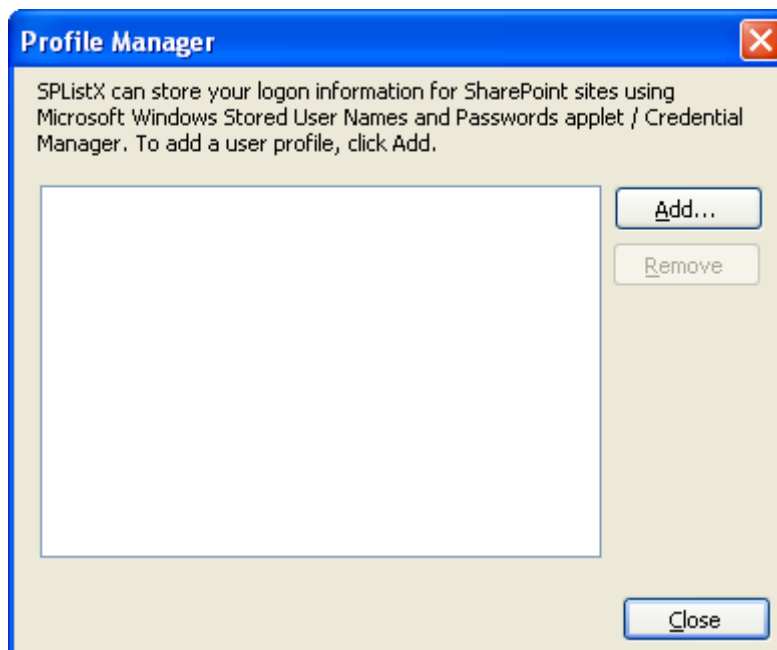 Profile Manager
SPListX can store your logon information for SharePoint sites using
Microsoft Windows Stored User Names and Passwords applet / Credential
Manager. To add a user profile, click Add.
Add...
Remove
Close